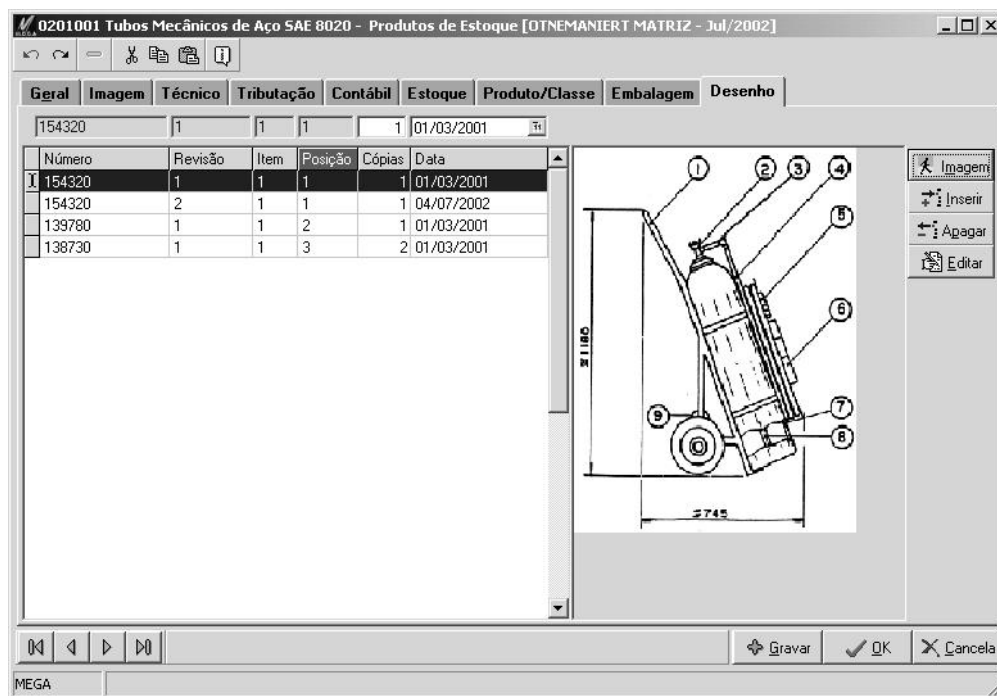 0201001 Tubos Mecânicos de Aço SAE 8020 - Produtos de Estoque [OTNEMANIERT MATRIZ - Jul/2002]
Geral Imagem Técnico Tributação Contábil Estoque Produto/Classe Embalagem Desenho
154320 1 1 1 1 01/03/2001
Número Revisão Item Posição Cópias Data
154320 1 1 1 1 01/03/2001
154320 2 1 1 1 04/07/2002
139780 1 1 2 1 01/03/2001
138730 1 1 3 2 01/03/2001
1 2 3 4
5
6
7
8
9
1180
745
Imagem
Inserir
Apagar
Editar
Gravar OK Cancela
MEGA